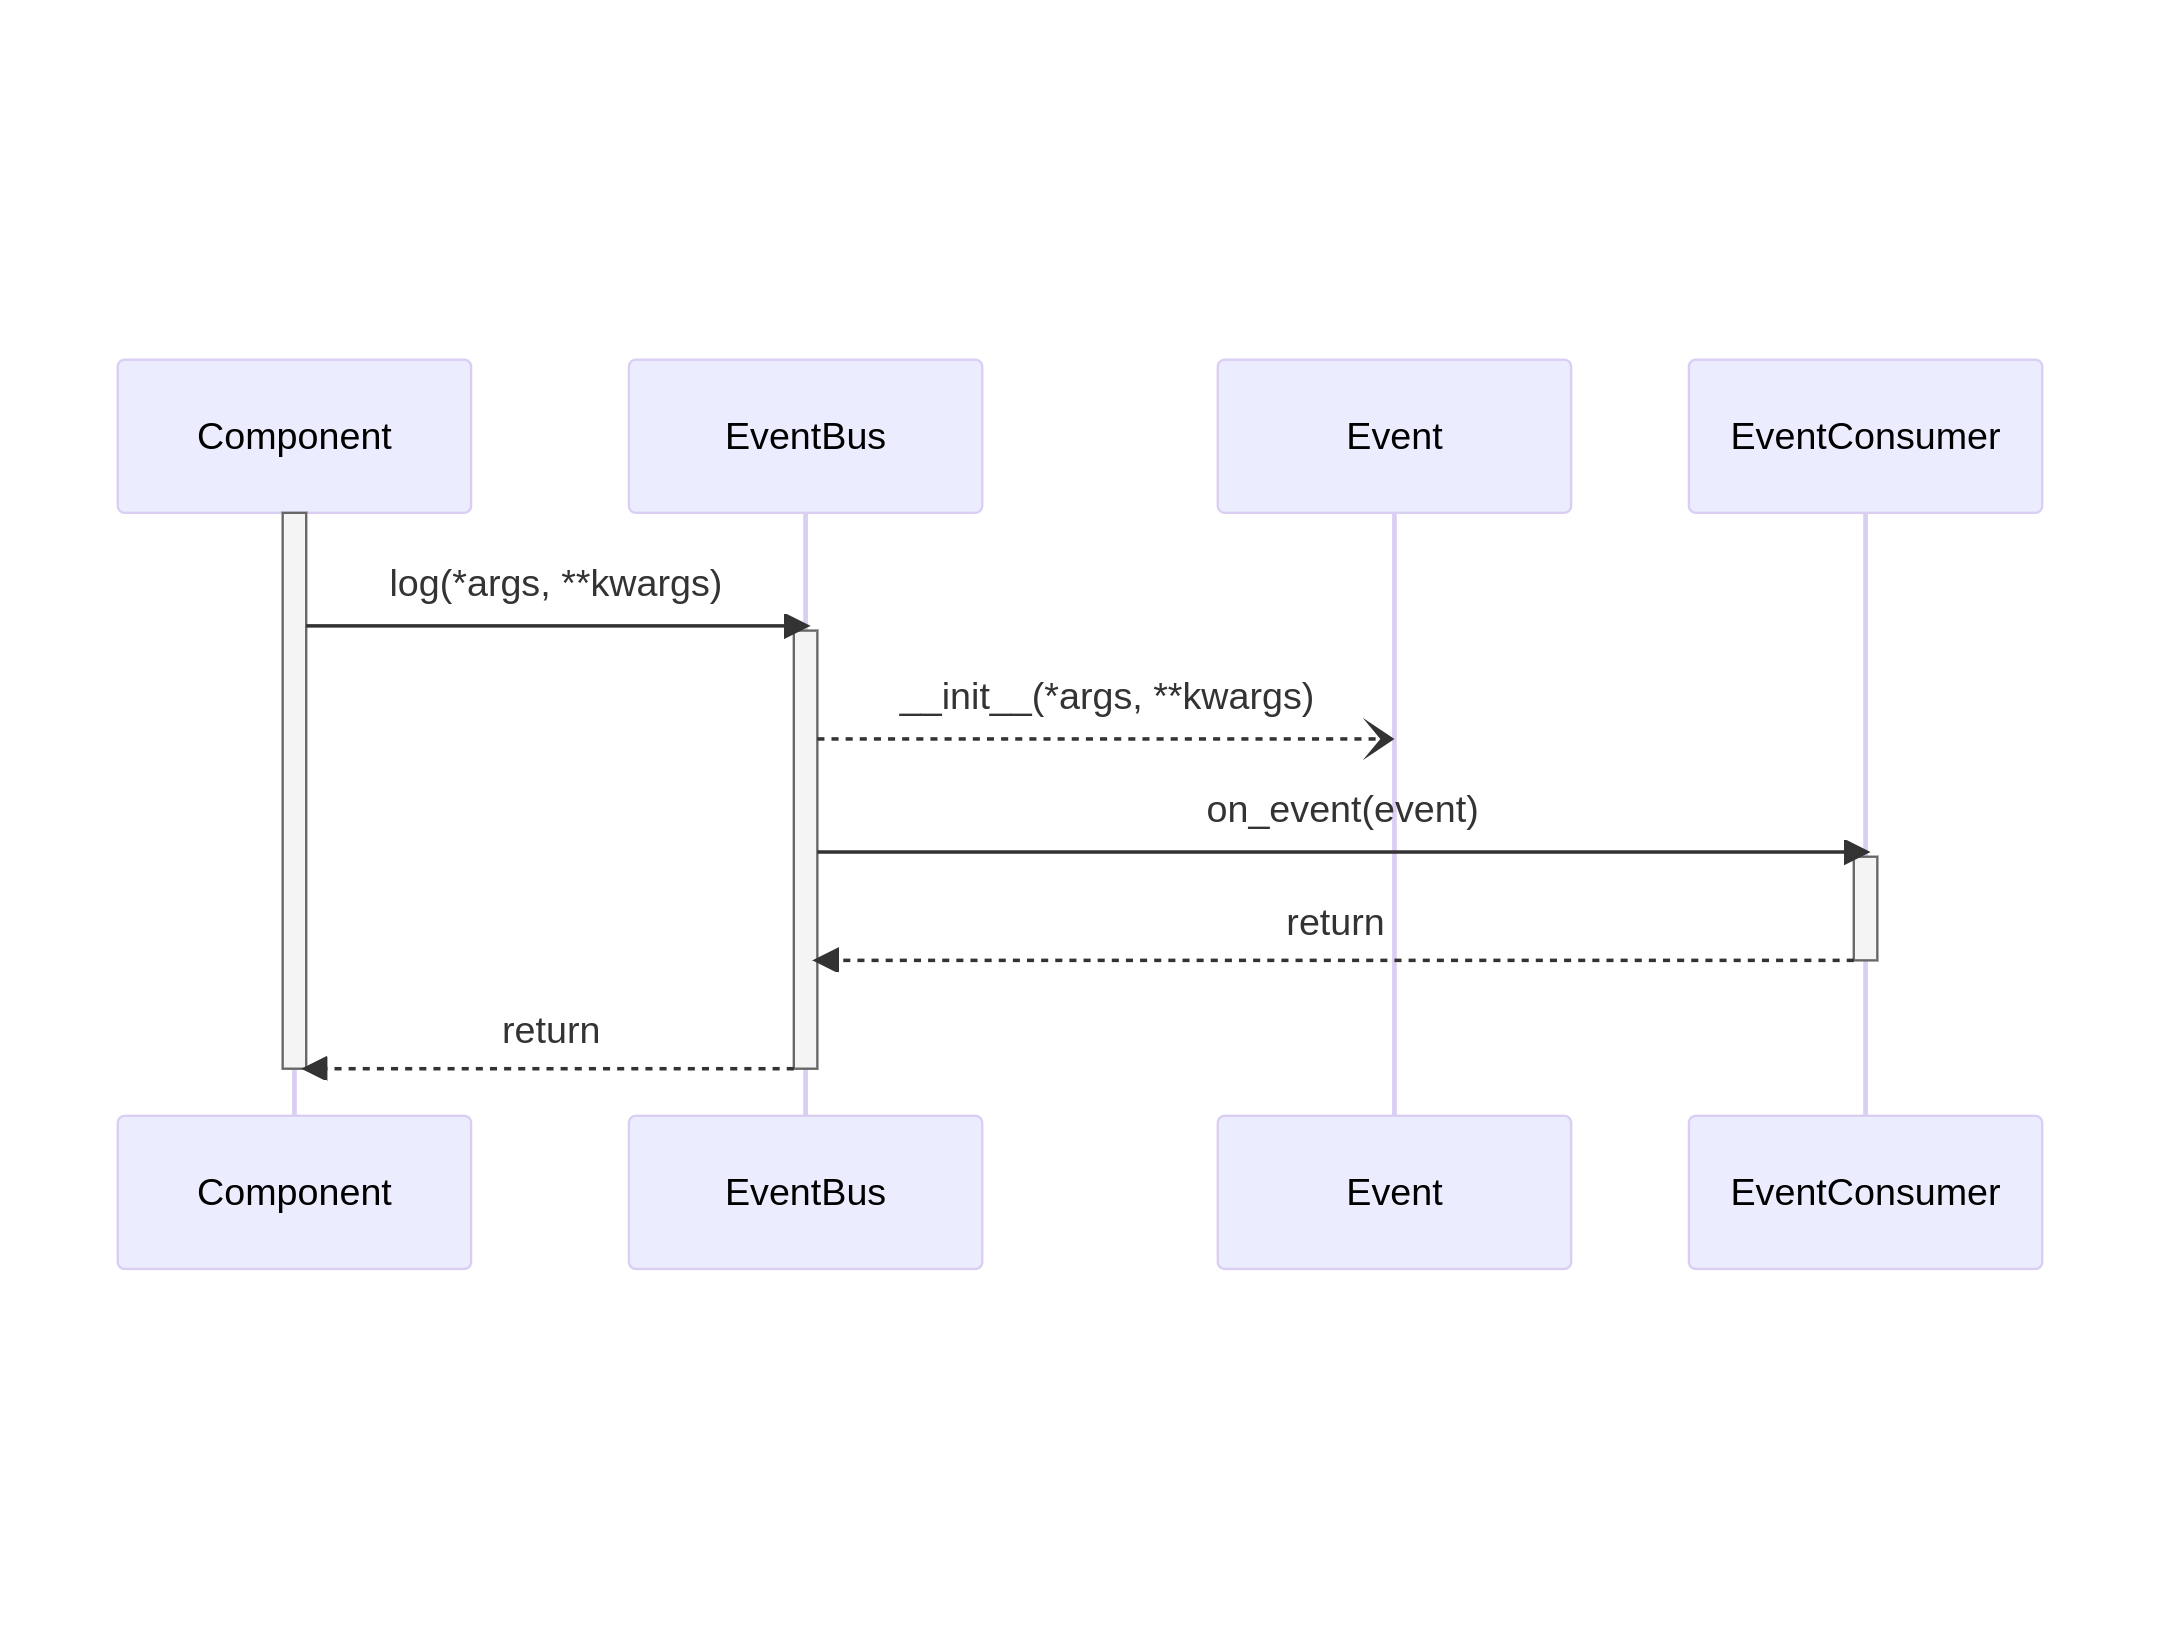 Component
EventBus
Event
EventConsumer
log(*args, **kwargs)
__init__(*args, **kwargs)
on_event(event)
return
return
Component
EventBus
Event
EventConsumer